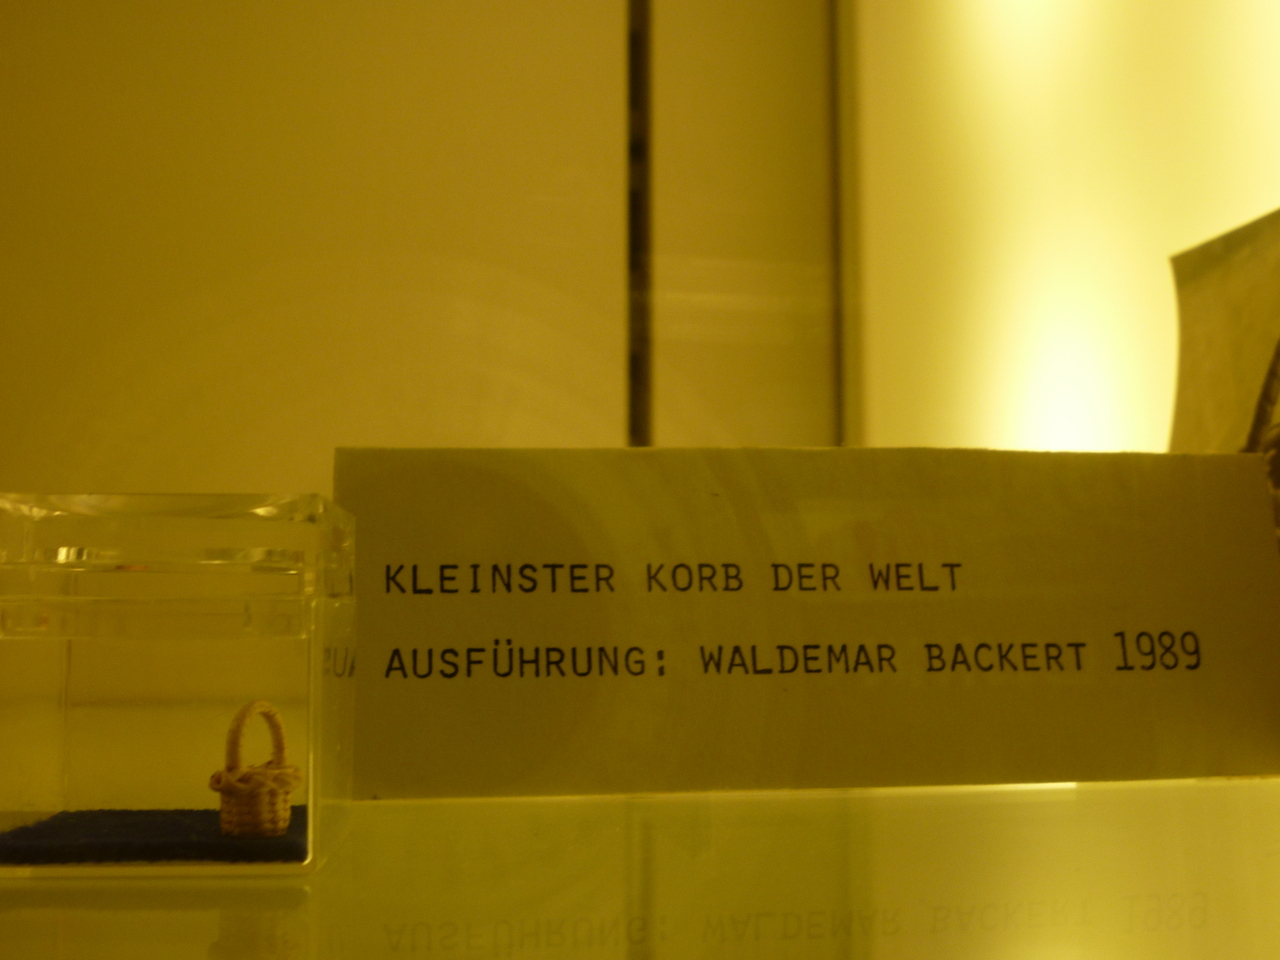 KLEINSTER KORB DER WELT
AUSFÜHRUNG: WALDEMAR BACKERT 1989